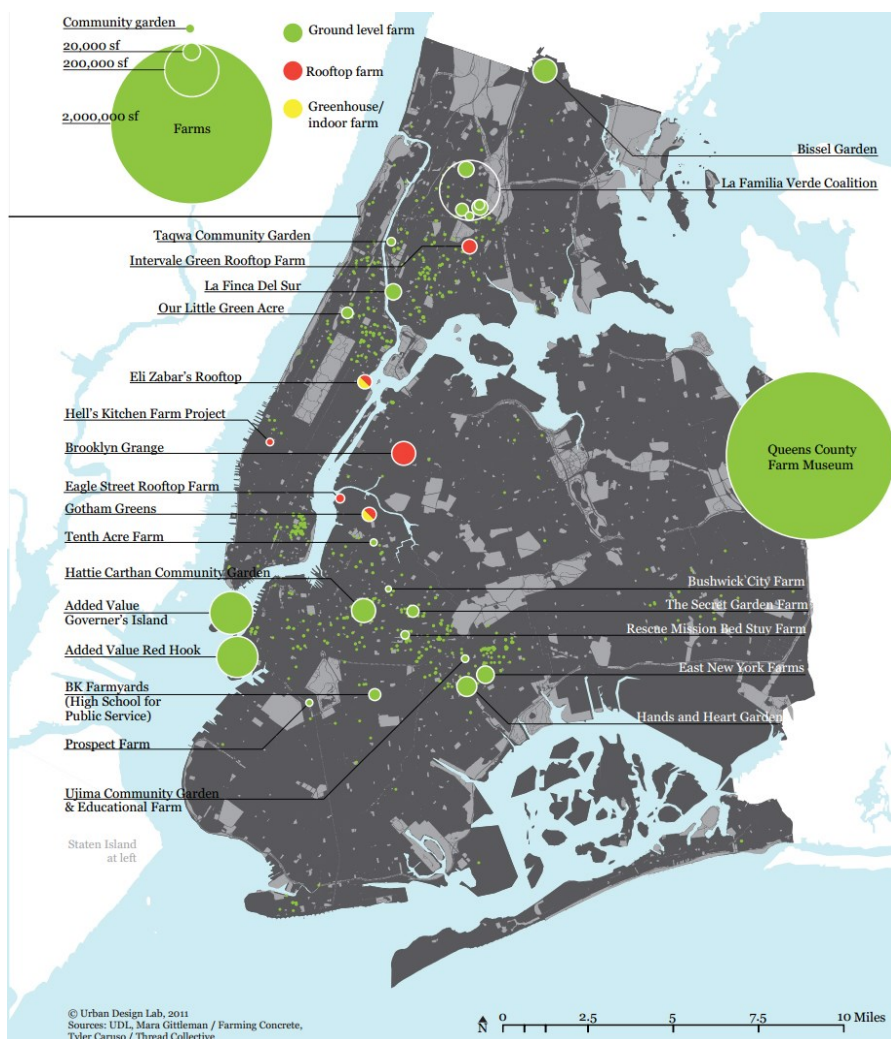 Community garden
20,000 sf
200,000 sf
2,000,000 sf
Farms
Ground level farm
Rooftop farm
Greenhouse/
indoor farm
Bissel Garden
La Familia Verde Coalition
Taqwa Community Garden
Intervale Green Rooftop Farm
La Finca Del Sur
Our Little Green Acre
Eli Zabar's Rooftop
Hell's Kitchen Farm Project
Brooklyn Grange
Queens County
Farm Museum
Eagle Street Rooftop Farm
Gotham Greens
Tenth Acre Farm
Hattie Carthan Community Garden
Bushwick City Farm
Added Value
Governer's Island
The Secret Garden Farm
Rescue Mission Bed Stuy Farm
Added Value Red Hook
East New York Farms
BK Farmyards
(High School for
Public Service)
Hands and Heart Garden
Prospect Farm
Ujima Community Garden
& Educational Farm
Staten Island
at left
© Urban Design Lab, 2011
Sources: UDL, Mara Gittleman / Farming Concrete,
Tyler Caruso / Thread Collective
N
0 2.5 5 7.5 10 Miles